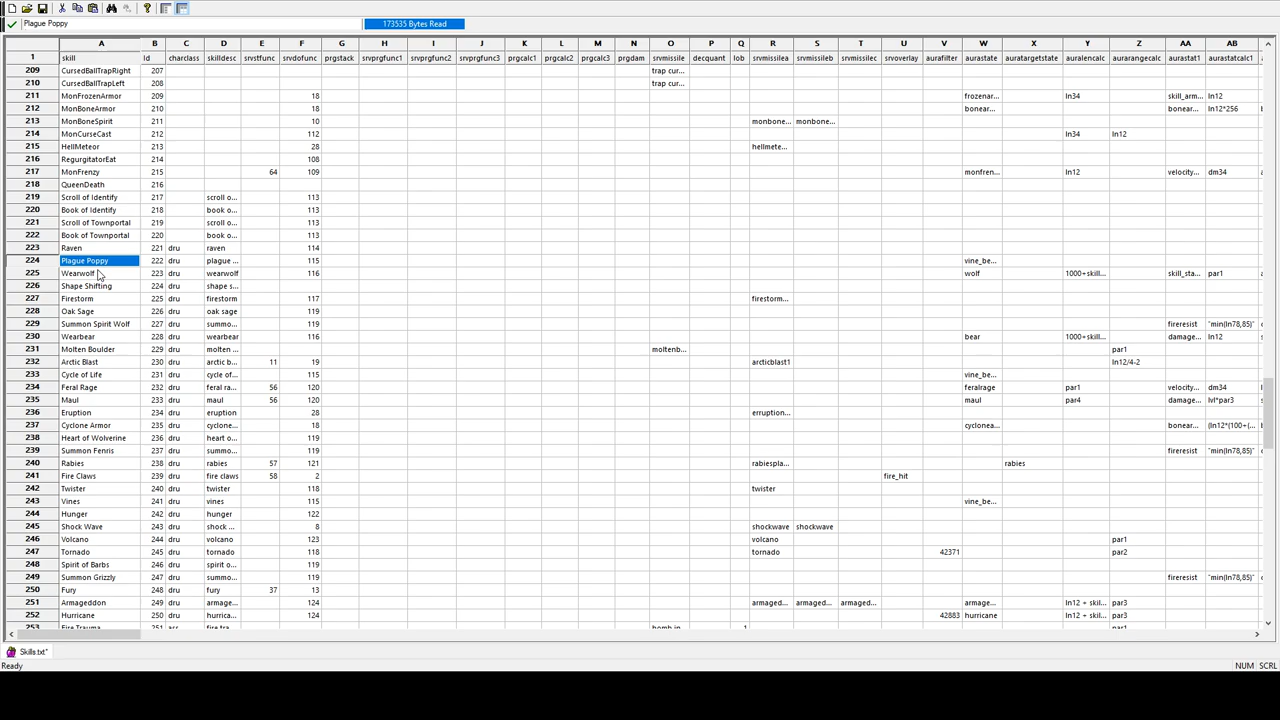 Plague Poppy 173535 Bytes Read
A B C D E F G H I J K L M N O P Q R S T U V W X Y Z AA AB
1 skill Id charclass skilldesc srvstfunc srvdofunc prgstack srvprgfunc1 srvprgfunc2 srvprgfunc3 prgcalc1 prgcalc2 prgcalc3 prgdam srvmissile decquant lob srvmissilea srvmissileb srvmissilec srvoverlay aurafilter aurastate auratargetstate auralencalc aurarangecalc aurastat1 aurastatcalc1
209 CursedBallTrapRight 207 trap cur...
210 CursedBallTrapLeft 208 trap cur...
211 MonFrozenArmor 209 18 frozenar... ln34 skill_arm... ln12
212 MonBoneArmor 210 18 bonear... bonear... ln12*256
213 MonBoneSpirit 211 10 monbone... monbone...
214 MonCurseCast 212 112 ln34 ln12
215 HellMeteor 213 28 hellmete...
216 RegurgitatorEat 214 108
217 MonFrenzy 215 64 109 monfren... ln12 velocity... dm34
218 QueenDeath 216
219 Scroll of Identify 217 scroll o... 113
220 Book of Identify 218 book o... 113
221 Scroll of Townportal 219 scroll o... 113
222 Book of Townportal 220 book o... 113
223 Raven 221 dru raven 114
224 Plague Poppy 222 dru plague ... 115 vine_be...
225 Wearwolf 223 dru wearwolf 116 wolf 1000+skill... skill_sta... par1
226 Shape Shifting 224 dru shape s...
227 Firestorm 225 dru firestorm 117 firestorm...
228 Oak Sage 226 dru oak sage 119
229 Summon Spirit Wolf 227 dru summo... 119 fireresist "min(ln78,85)"
230 Wearbear 228 dru wearbear 116 bear 1000+skill... damage... ln12
231 Molten Boulder 229 dru molten ... moltenb... par1
232 Arctic Blast 230 dru arctic b... 11 19 arcticblast1 ln12/4-2
233 Cycle of Life 231 dru cycle of... 115 vine_be...
234 Feral Rage 232 dru feral ra... 56 120 feralrage par1 velocity... dm34
235 Maul 233 dru maul 56 120 maul par4 damage... lvl*par3
236 Eruption 234 dru eruption 28 erruption...
237 Cyclone Armor 235 dru cyclone... 18 cyclonea... bonear... (ln12*(100+(...
238 Heart of Wolverine 236 dru heart o... 119
239 Summon Fenris 237 dru summo... 119 fireresist "min(ln78,85)"
240 Rabies 238 dru rabies 57 121 rabiespla... rabies
241 Fire Claws 239 dru fire claws 58 2 fire_hit
242 Twister 240 dru twister 118 twister
243 Vines 241 dru vines 115 vine_be...
244 Hunger 242 dru hunger 122
245 Shock Wave 243 dru shock ... 8 shockwave shockwave
246 Volcano 244 dru volcano 123 volcano par1
247 Tornado 245 dru tornado 118 tornado 42371 par2
248 Spirit of Barbs 246 dru spirit of... 119
249 Summon Grizzly 247 dru summo... 119 fireresist "min(ln78,85)"
250 Fury 248 dru fury 37 13
251 Armageddon 249 dru armage... 124 armaged... armaged... armaged... armage... ln12 + skil... par3
252 Hurricane 250 dru hurrica... 124 42883 hurricane ln12 + skil... par3
253 Fire Trauma 251 ass fire tra... bomb in 1 par1
Skills.txt*
Ready NUM SCRL